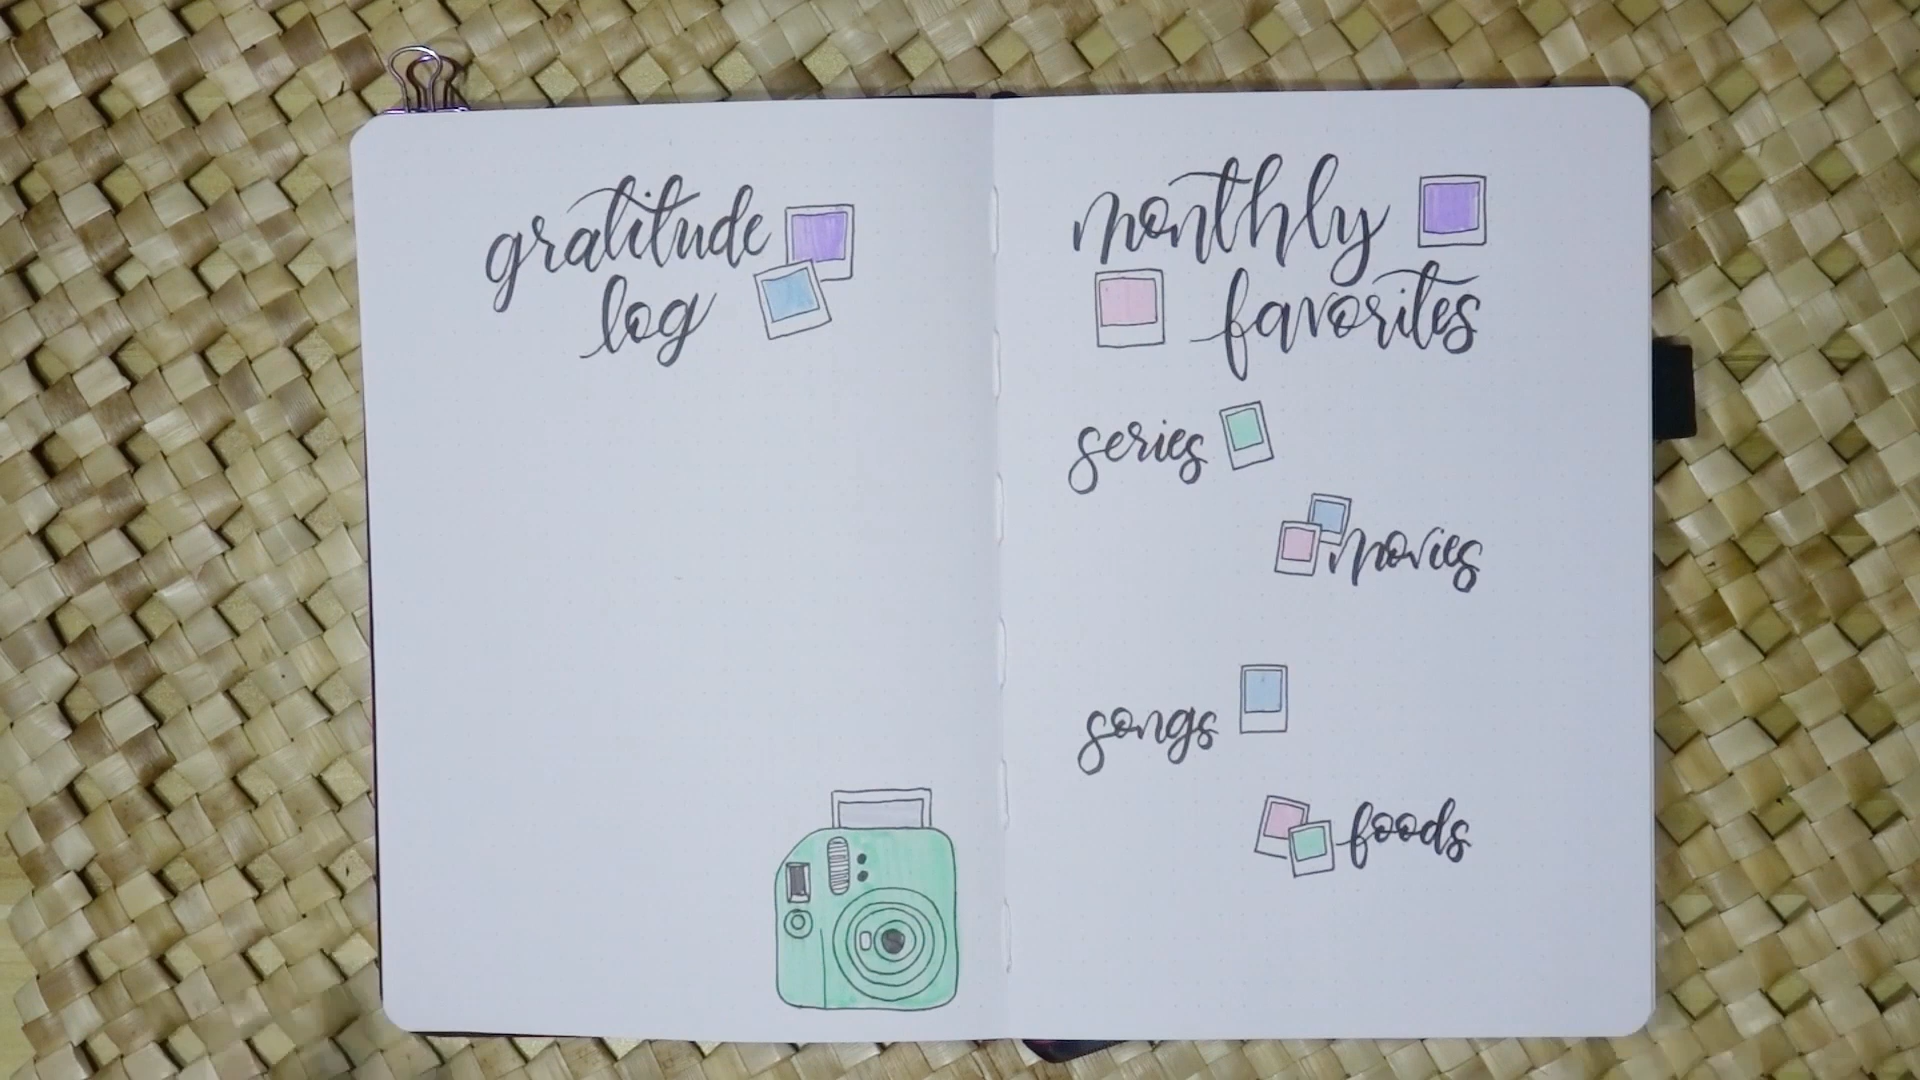 gratitude
log
monthly
favorites
series
movies
songs
foods